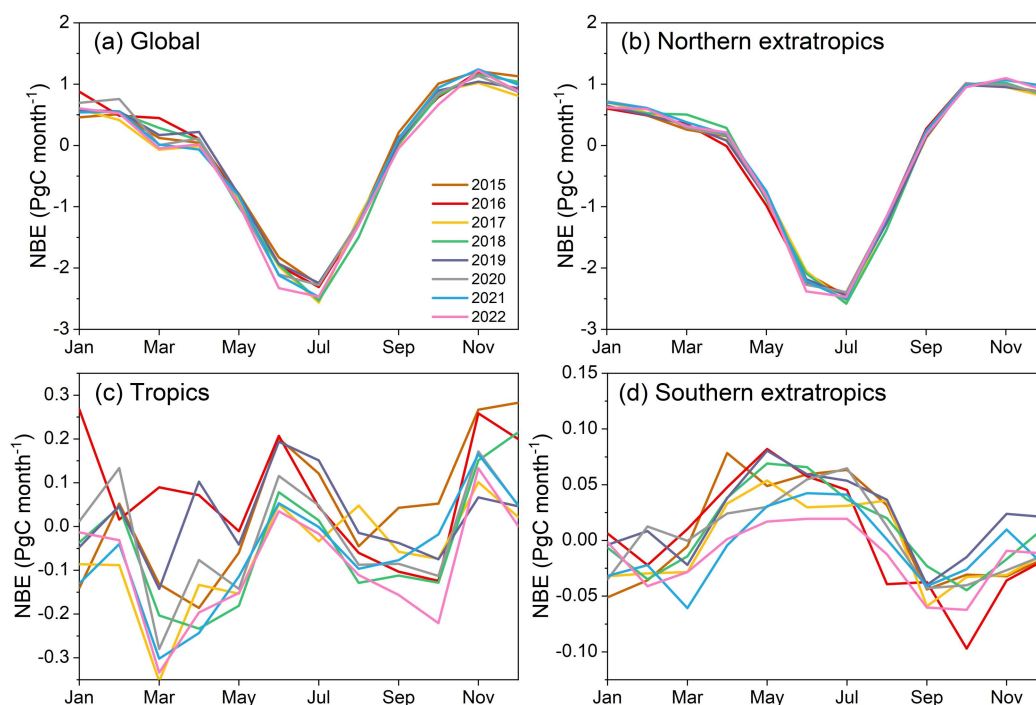 (a) Global
NBE (PgC month⁻¹)
2
1
0
-1
-2
-3
Jan Mar May Jul Sep Nov
2015
2016
2017
2018
2019
2020
2021
2022
(b) Northern extratropics
NBE (PgC month⁻¹)
2
1
0
-1
-2
-3
Jan Mar May Jul Sep Nov
(c) Tropics
NBE (PgC month⁻¹)
0.3
0.2
0.1
0.0
-0.1
-0.2
-0.3
Jan Mar May Jul Sep Nov
(d) Southern extratropics
NBE (PgC month⁻¹)
0.15
0.10
0.05
0.00
-0.05
-0.10
Jan Mar May Jul Sep Nov